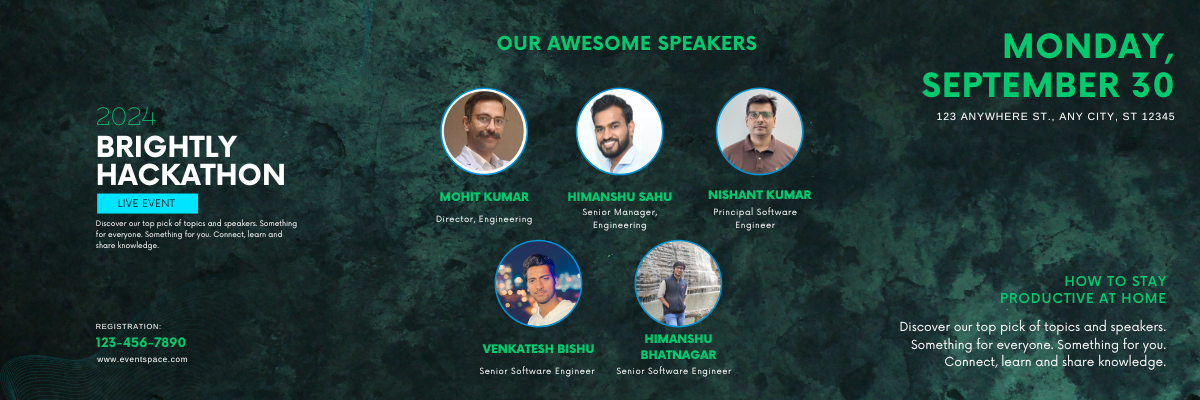 2024
BRIGHTLY
HACKATHON
LIVE EVENT
Discover our top pick of topics and speakers. Something
for everyone. Something for you. Connect, learn and
share knowledge.
REGISTRATION:
123-456-7890
www.eventspace.com
OUR AWESOME SPEAKERS
MOHIT KUMAR
Director, Engineering
HIMANSHU SAHU
Senior Manager,
Engineering
NISHANT KUMAR
Principal Software
Engineer
VENKATESH BISHU
Senior Software Engineer
HIMANSHU
BHATNAGAR
Senior Software Engineer
MONDAY,
SEPTEMBER 30
123 ANYWHERE ST., ANY CITY, ST 12345
HOW TO STAY
PRODUCTIVE AT HOME
Discover our top pick of topics and speakers.
Something for everyone. Something for you.
Connect, learn and share knowledge.